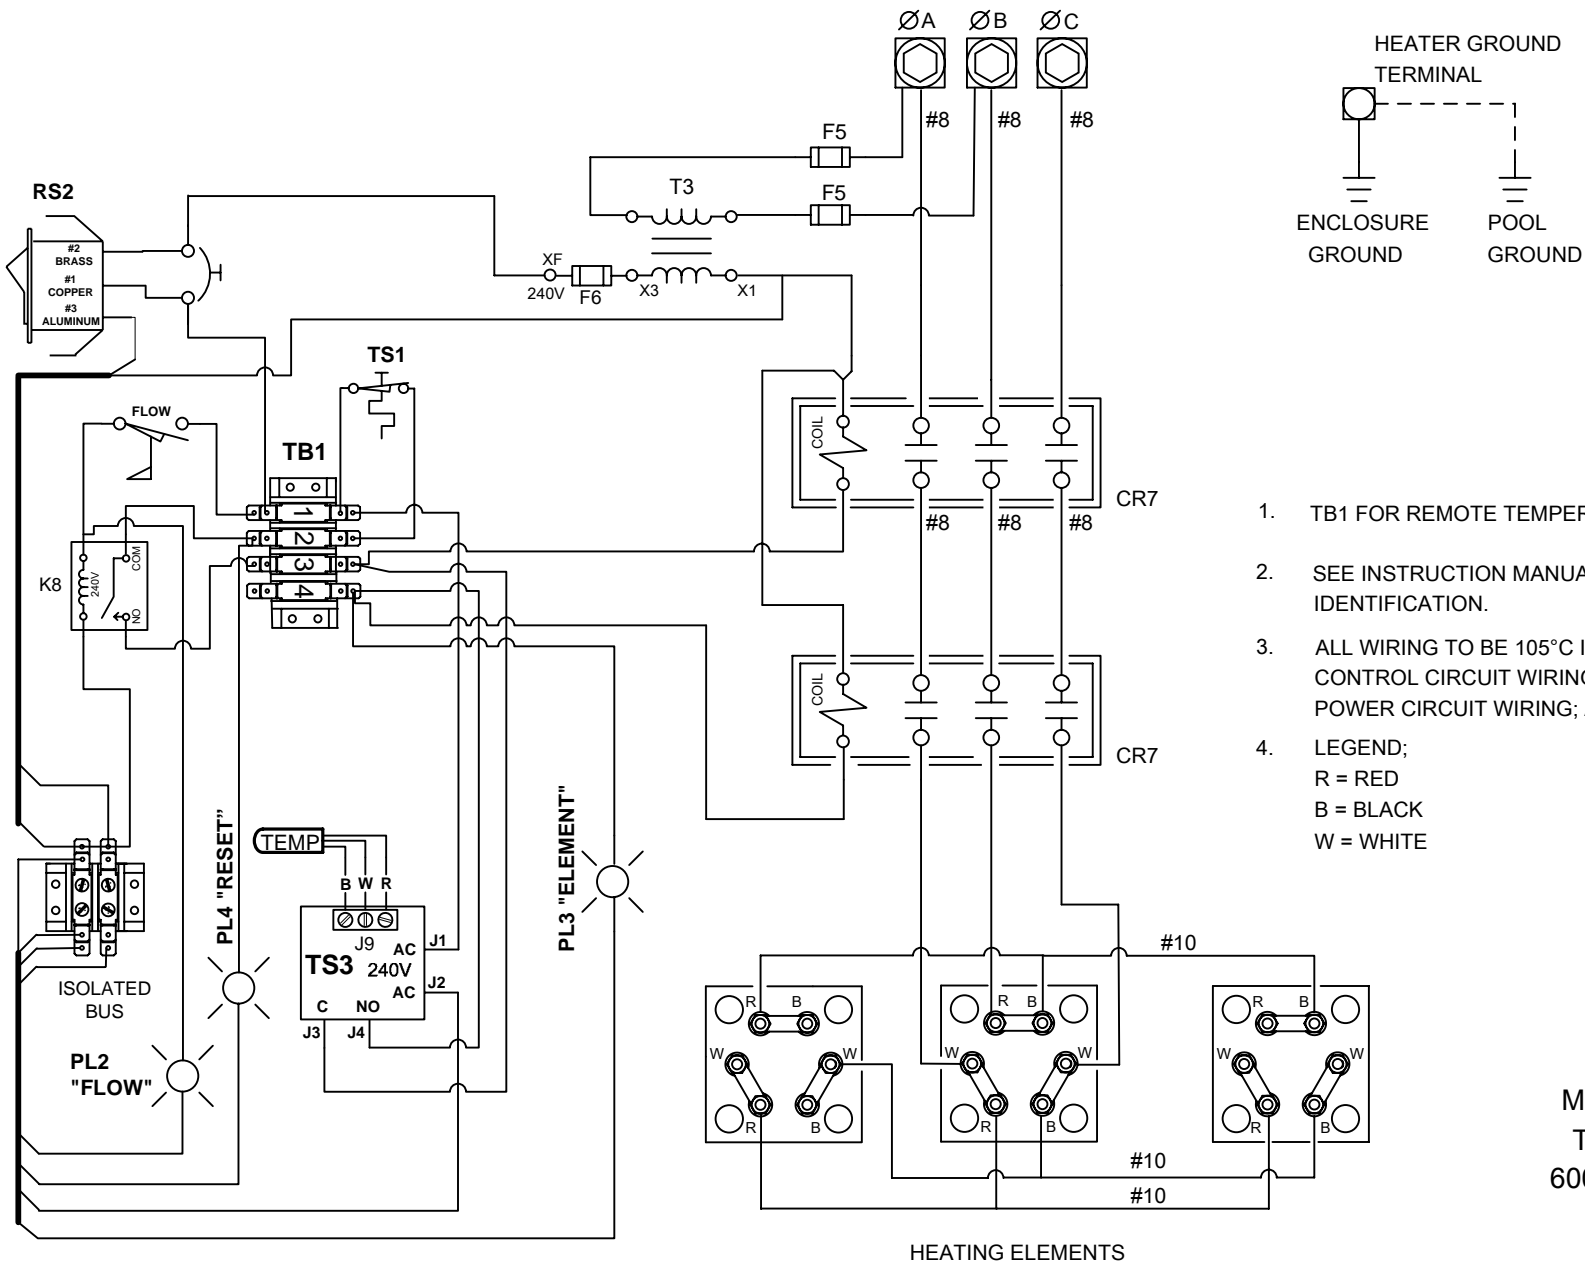 ØA ØB ØC
HEATER GROUND
TERMINAL
#8 #8 #8
F5
T3
F5
RS2
ENCLOSURE
GROUND
POOL
GROUND
#2
BRASS
#1
COPPER
#3
ALUMINUM
XF
240V
F6
X3
X1
TS1
FLOW
TB1
COIL
CR7
1
2
3
4
#8 #8 #8
K8
240V
COM
NO
1. TB1 FOR REMOTE
2. SEE INSTRUCTION
IDENTIFICATION.
3. ALL WIRING TO BE 105°C
CONTROL CIRCUIT
POWER CIRCUIT WIRING;
4. LEGEND;
R = RED
B = BLACK
W = WHITE
COIL
CR7
PL4 "RESET"
PL3 "ELEMENT"
TEMP
B W R
J9
TS3
240V
AC
J1
AC
J2
C NO
J3 J4
ISOLATED
BUS
PL2
"FLOW"
#10
R B
W W
R B
R B
W W
R B
R B
W W
R B
#10
#10
HEATING ELEMENTS